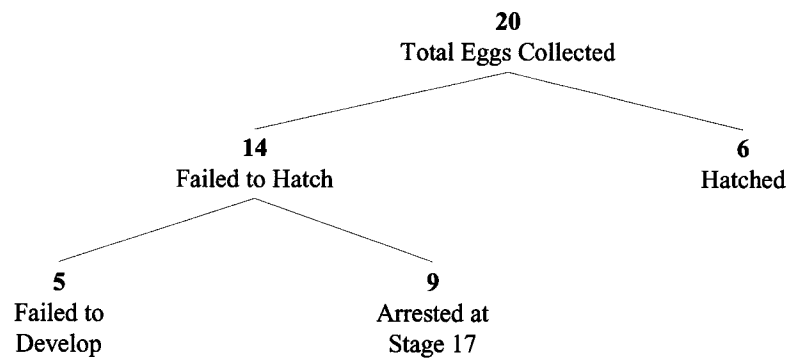 20
Total Eggs Collected
14
Failed to Hatch
6
Hatched
5
Failed to
Develop
9
Arrested at
Stage 17